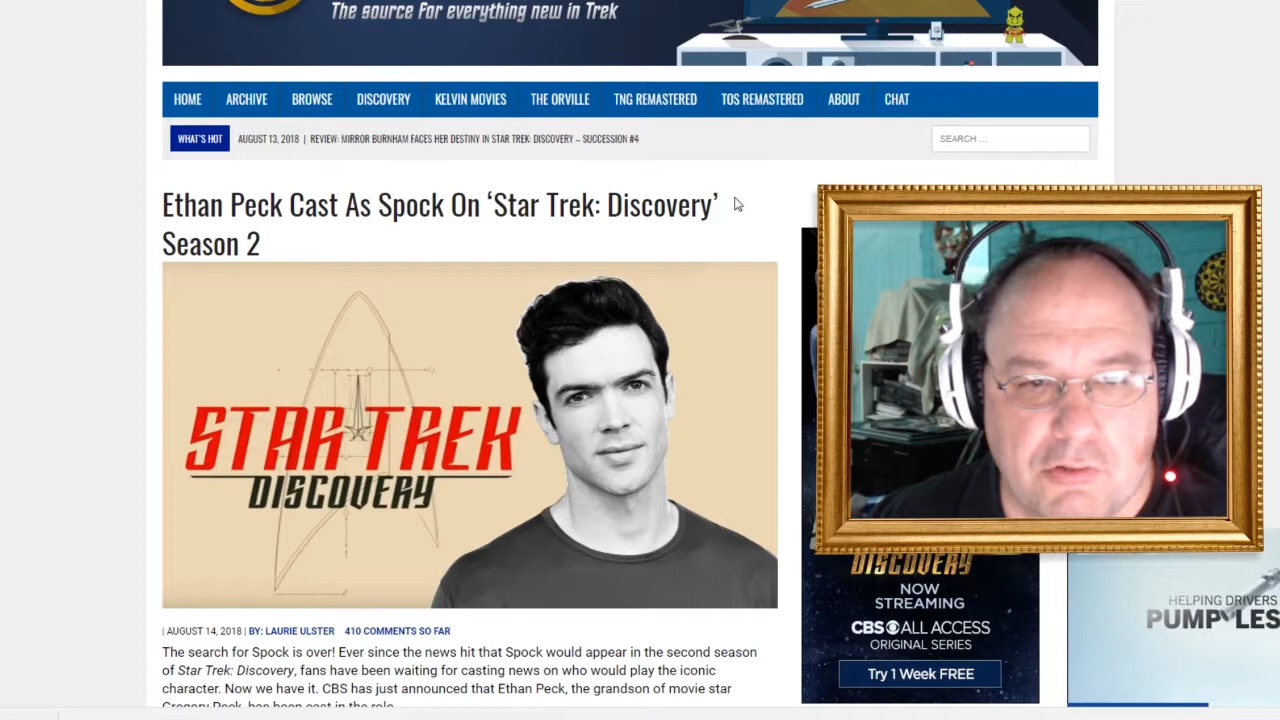 The source for everything new in Trek
HOME ARCHIVE BROWSE DISCOVERY KELVIN MOVIES THE ORVILLE TNG REMASTERED TOS REMASTERED ABOUT CHAT
WHAT'S HOT AUGUST 13, 2018 | REVIEW: MIRROR BURNHAM FACES HER DESTINY IN STAR TREK: DISCOVERY – SUCCESSION #4
SEARCH …
Ethan Peck Cast As Spock On ‘Star Trek: Discovery’
Season 2
STAR TREK
DISCOVERY
| AUGUST 14, 2018 | BY: LAURIE ULSTER 410 COMMENTS SO FAR
The search for Spock is over! Ever since the news hit that Spock would appear in the second season
of Star Trek: Discovery, fans have been waiting for casting news on who would play the iconic
character. Now we have it. CBS has just announced that Ethan Peck, the grandson of movie star
Gregory Peck, has been cast in the role
DISCOVERY
NOW
STREAMING
CBS ALL ACCESS
ORIGINAL SERIES
Try 1 Week FREE
HELPING DRIVERS